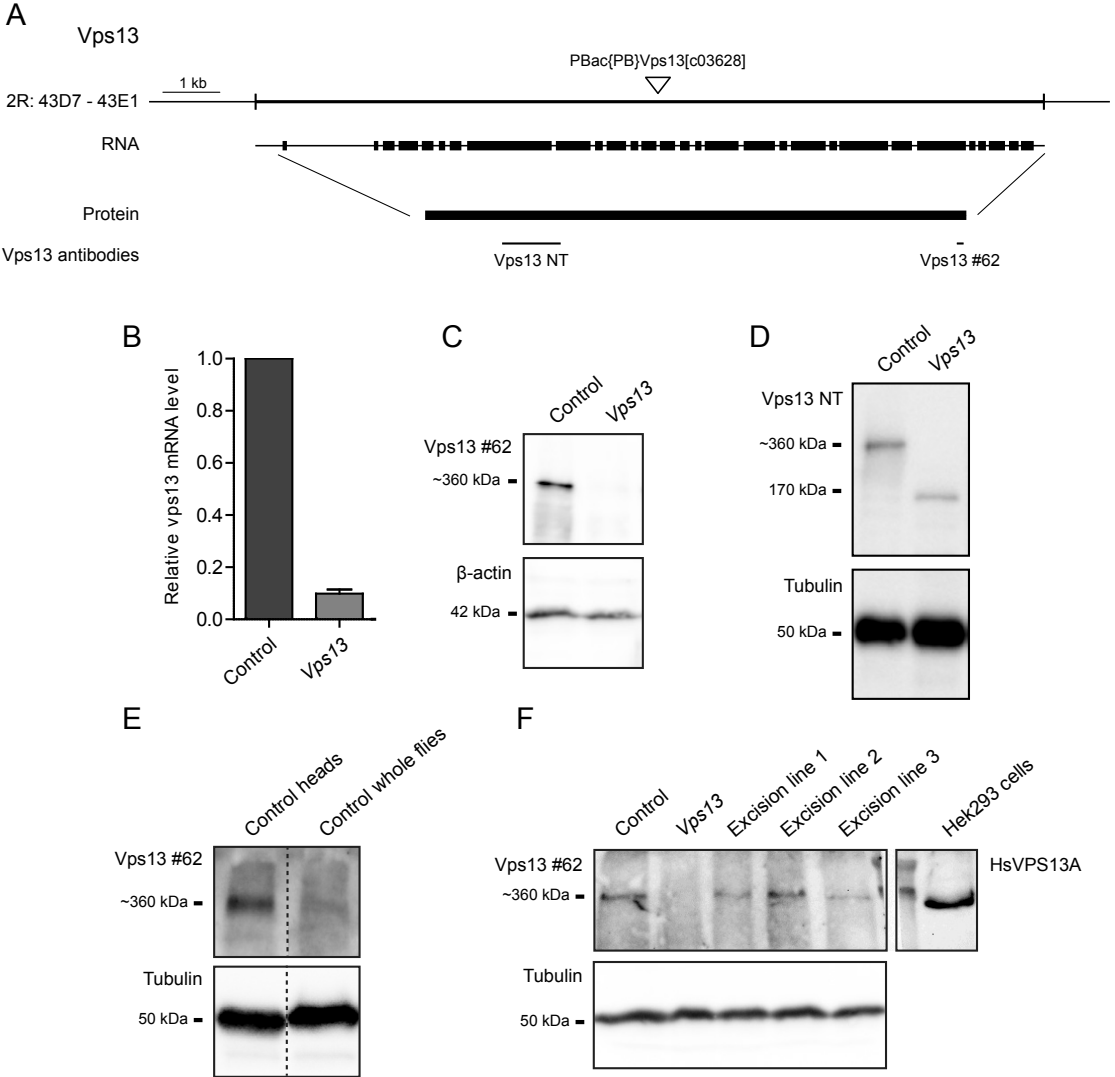 A
Vps13
PBac{PB}Vps13[c03628]
1 kb
2R: 43D7 - 43E1
RNA
Protein
Vps13 antibodies
Vps13 NT
Vps13 #62
B
Relative vps13 mRNA level
1.0
0.8
0.6
0.4
0.2
0.0
Control
Vps13
C
Control
Vps13
Vps13 #62
~360 kDa
β-actin
42 kDa
D
Control
Vps13
Vps13 NT
~360 kDa
170 kDa
Tubulin
50 kDa
E
Control heads
Control whole flies
Vps13 #62
~360 kDa
Tubulin
50 kDa
F
Control
Vps13
Excision line 1
Excision line 2
Excision line 3
Hek293 cells
Vps13 #62
HsVPS13A
~360 kDa
Tubulin
50 kDa